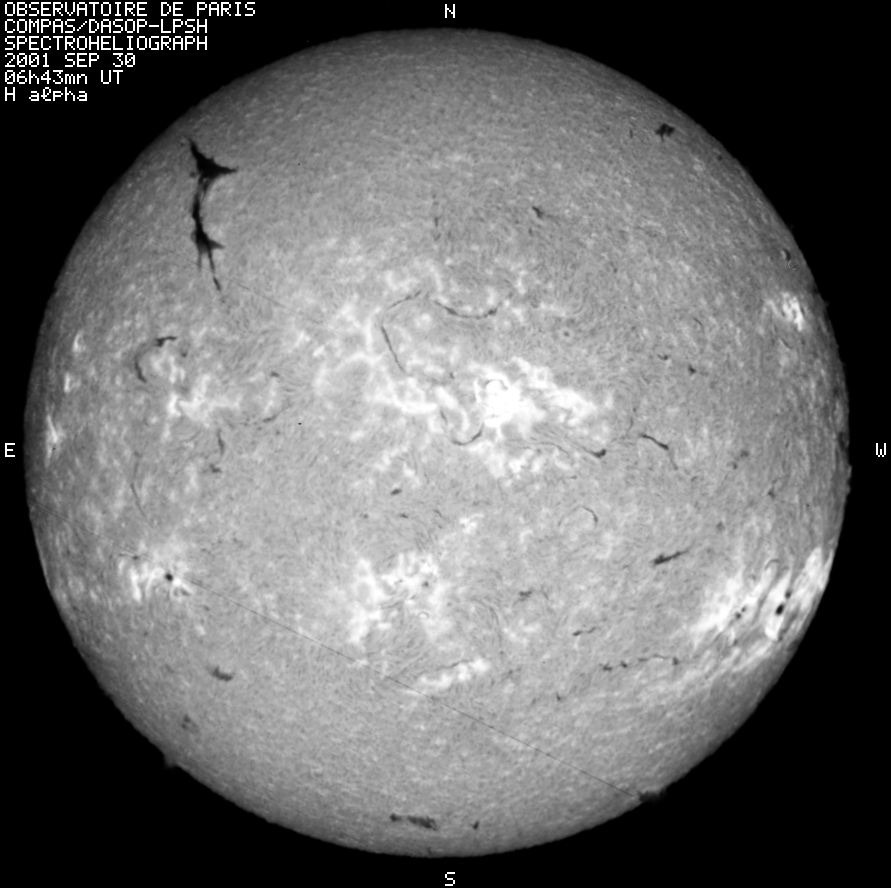 OBSERVATOIRE DE PARIS
COMPAS/DASOP-LPSH
SPECTROHELIOGRAPH
2001 SEP 30
06h43mn UT
H alpha
N
E
W
S